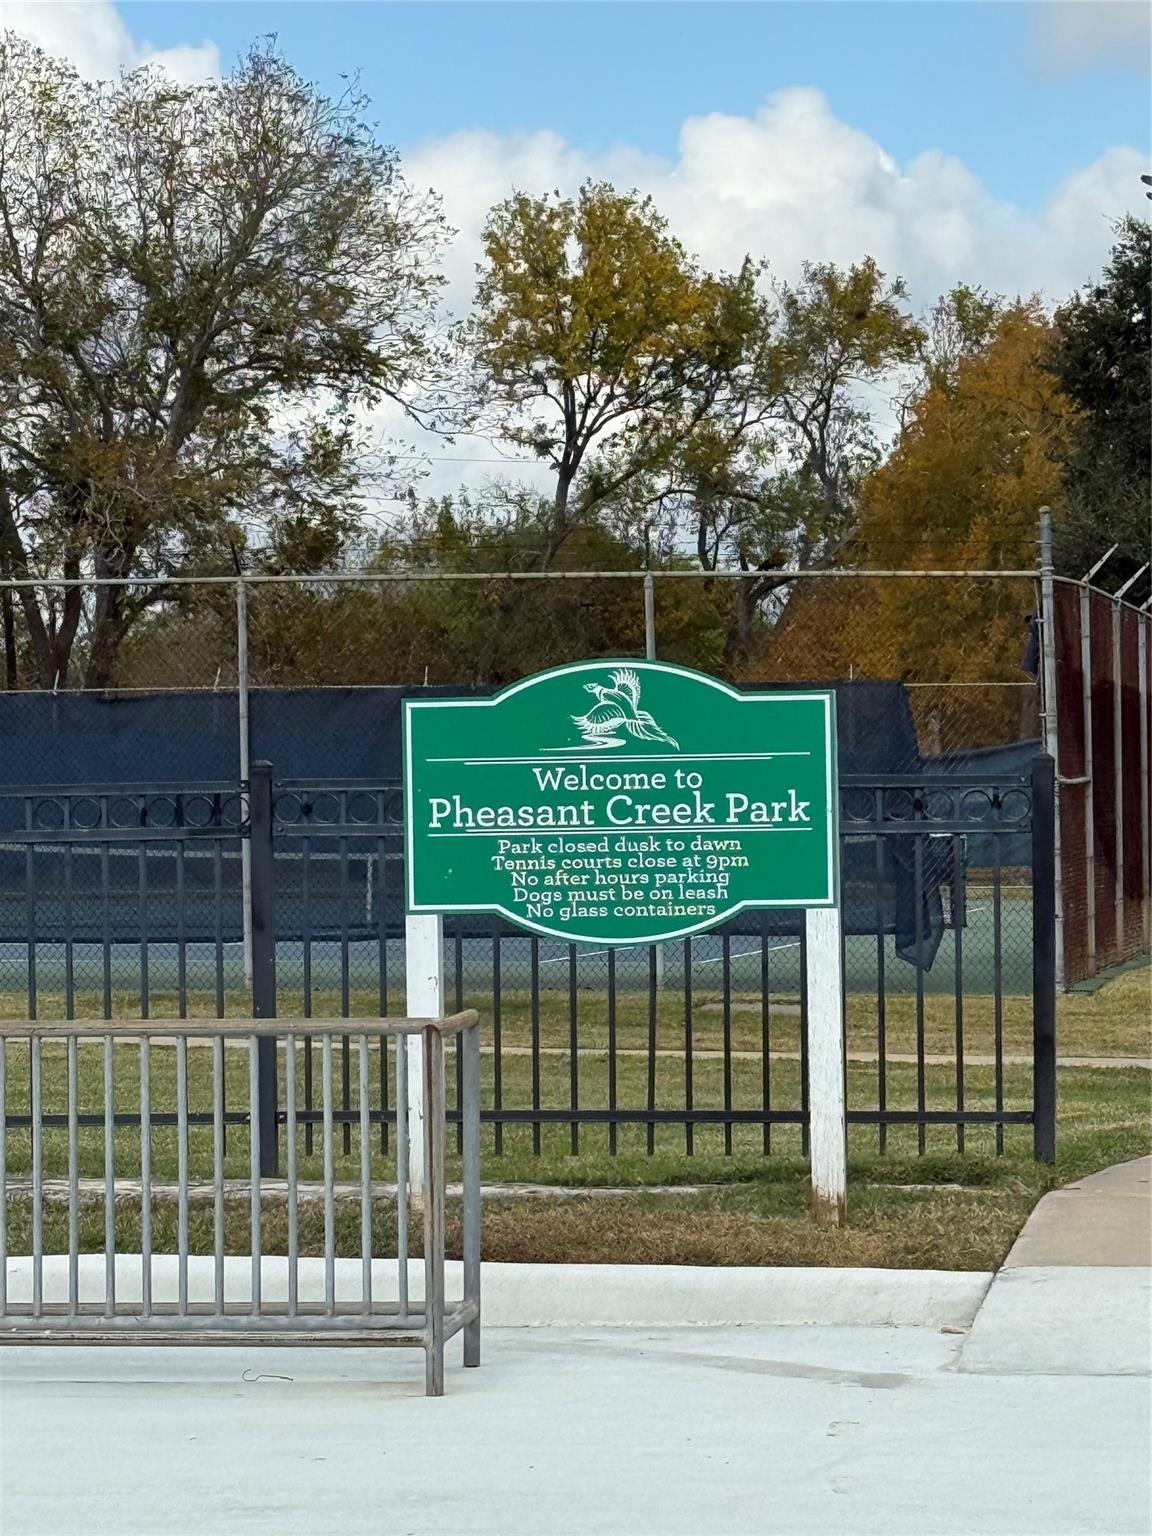 Welcome to
Pheasant Creek Park
Park closed dusk to dawn
Tennis courts close at 9pm
No after hours parking
Dogs must be on leash
No glass containers